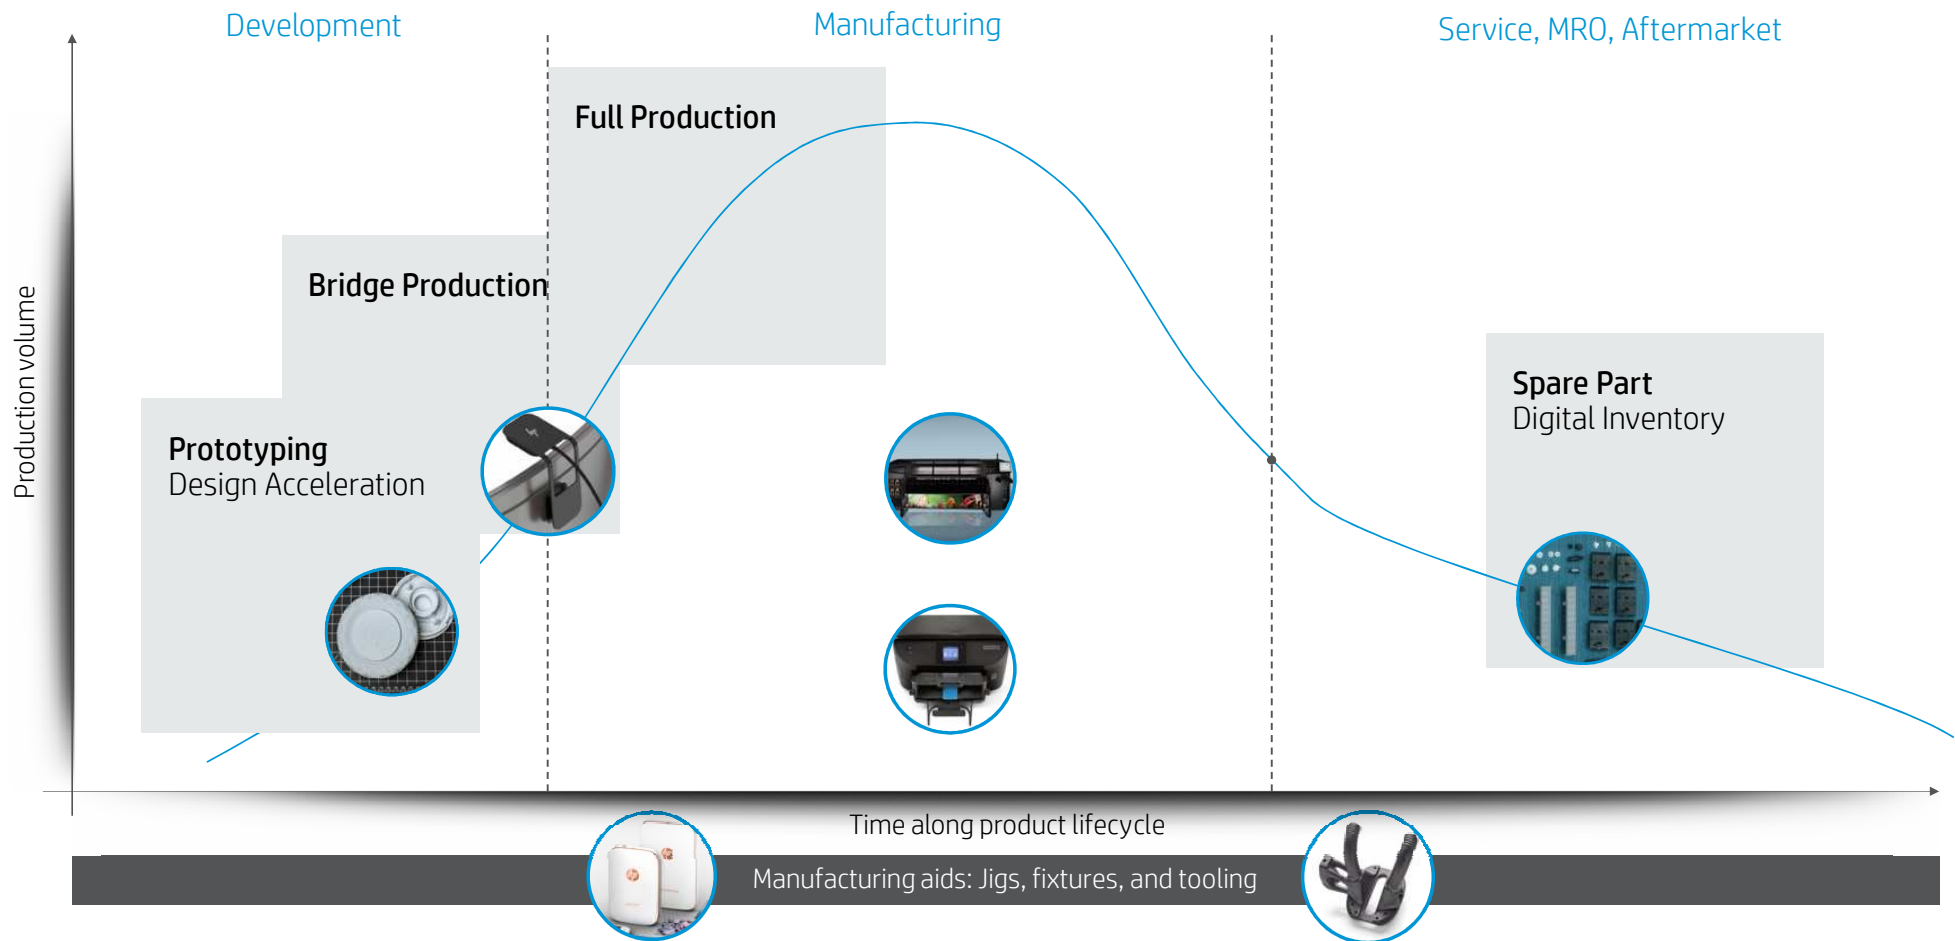 Development
Manufacturing
Service, MRO, Aftermarket
Full Production
Bridge Production
Prototyping
Design Acceleration
Spare Part
Digital Inventory
Production volume
Time along product lifecycle
Manufacturing aids: Jigs, fixtures, and tooling
hp